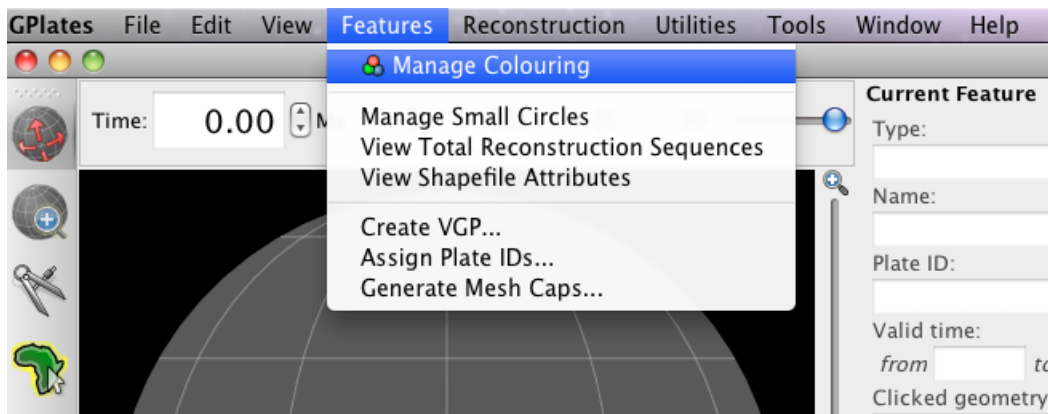 GPlates File Edit View Features Reconstruction Utilities Tools Window Help
Manage Colouring
Time: 0.00 M
Manage Small Circles
View Total Reconstruction Sequences
View Shapefile Attributes
Create VGP...
Assign Plate IDs...
Generate Mesh Caps...
Current Feature
Type:
Name:
Plate ID:
Valid time:
from to
Clicked geometry